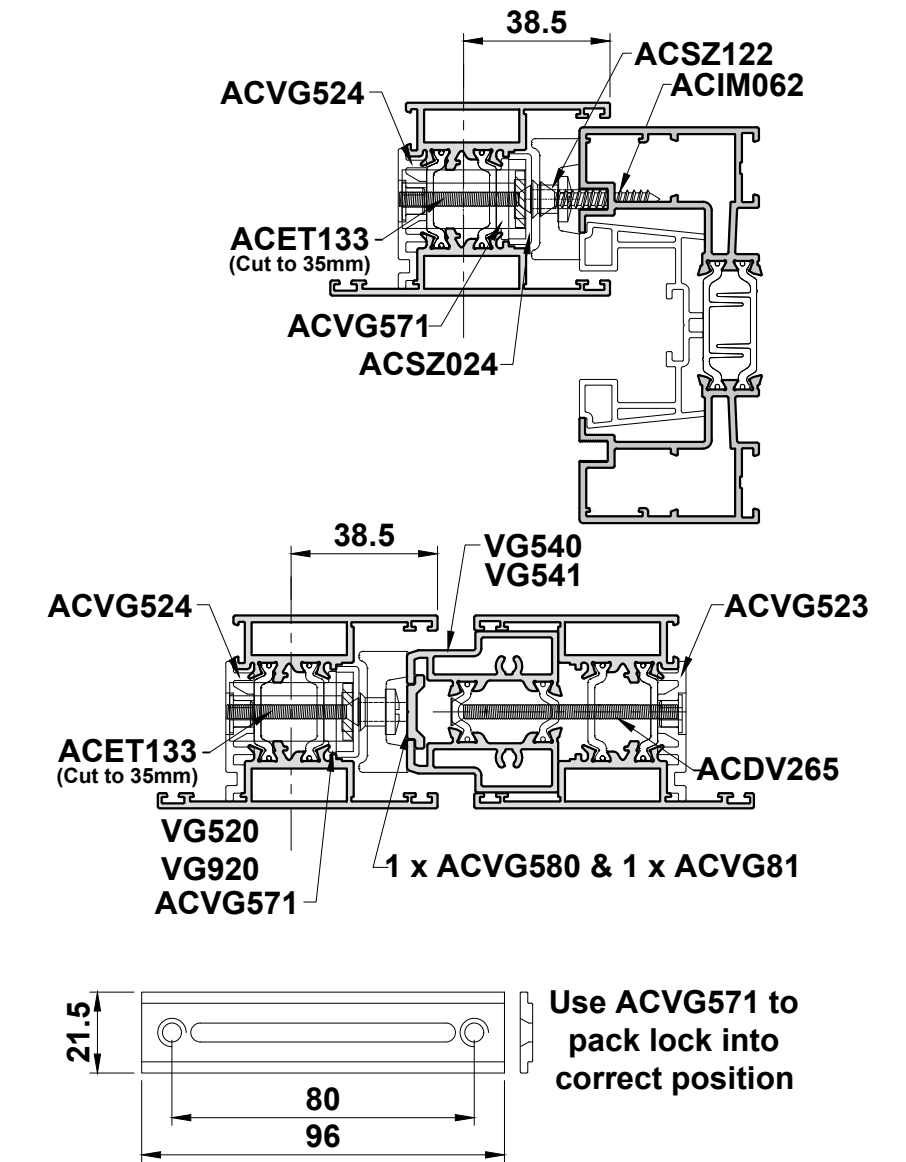 38.5
ACSZ122
ACVG524
ACIM062
ACET133
(Cut to 35mm)
ACVG571
ACSZ024
38.5
VG540
VG541
ACVG524
ACVG523
ACET133
(Cut to 35mm)
ACDV265
VG520
VG920
ACVG571
1 x ACVG580 & 1 x ACVG81
21.5
80
96
Use ACVG571 to
pack lock into
correct position